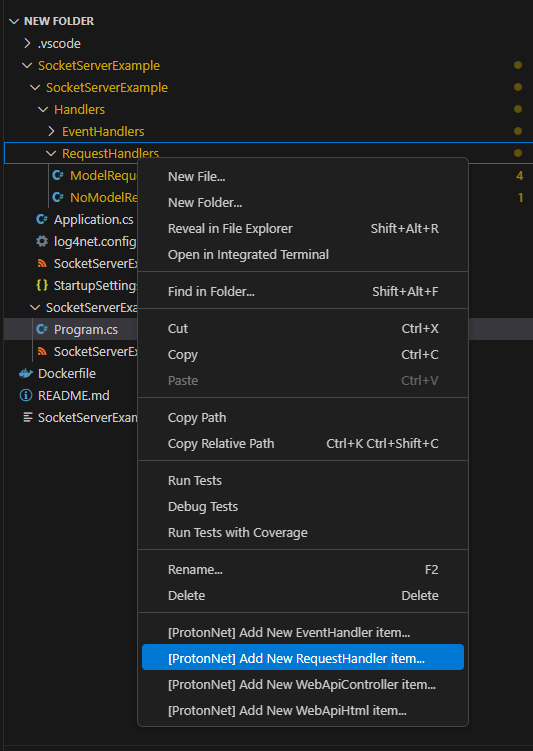 NEW FOLDER
.vscode
SocketServerExample
SocketServerExample
Handlers
EventHandlers
RequestHandlers
ModelRequ 4
NoModelRe 1
Application.cs
log4net.config
SocketServerEx
StartupSetting
SocketServerExa
Program.cs
SocketServerEx
Dockerfile
README.md
SocketServerExam
New File...
New Folder...
Reveal in File Explorer Shift+Alt+R
Open in Integrated Terminal
Find in Folder... Shift+Alt+F
Cut Ctrl+X
Copy Ctrl+C
Paste Ctrl+V
Copy Path
Copy Relative Path Ctrl+K Ctrl+Shift+C
Run Tests
Debug Tests
Run Tests with Coverage
Rename... F2
Delete Delete
[ProtonNet] Add New EventHandler item...
[ProtonNet] Add New RequestHandler item...
[ProtonNet] Add New WebApiController item...
[ProtonNet] Add New WebApiHtml item...